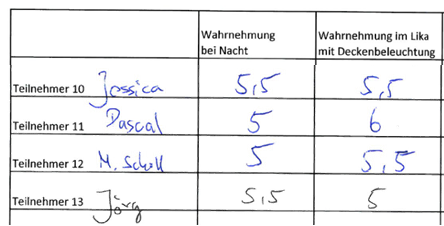 Wahrnehmung bei Nacht Wahrnehmung im Lika mit Deckenbeleuchtung
Teilnehmer 10 Jessica 5,5 5,5
Teilnehmer 11 Pascal 5 6
Teilnehmer 12 M. Scholl 5 5,5
Teilnehmer 13 Jörg 5,5 5